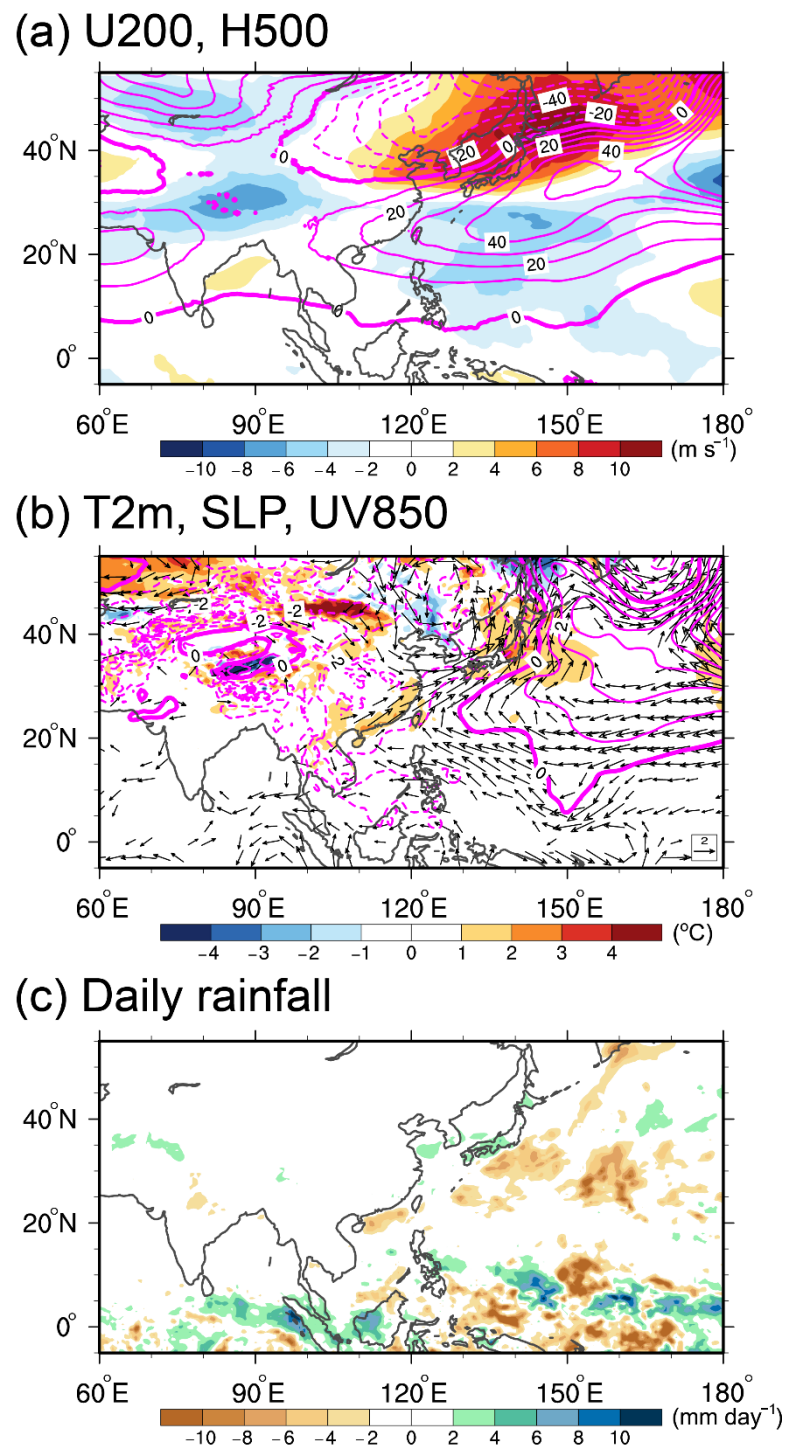 (a) U200, H500
40°N
20°N
0°
-40
-20
0
-20
0
20
40
0
20
40
20
0
0
0
0
60°E 90°E 120°E 150°E 180°
-10 -8 -6 -4 -2 0 2 4 6 8 10 (m s⁻¹)
(b) T2m, SLP, UV850
40°N
20°N
0°
-2
-2
-2
0
0
0
0
2
60°E 90°E 120°E 150°E 180°
-4 -3 -2 -1 0 1 2 3 4 (°C)
(c) Daily rainfall
40°N
20°N
0°
60°E 90°E 120°E 150°E 180°
-10 -8 -6 -4 -2 0 2 4 6 8 10 (mm day⁻¹)